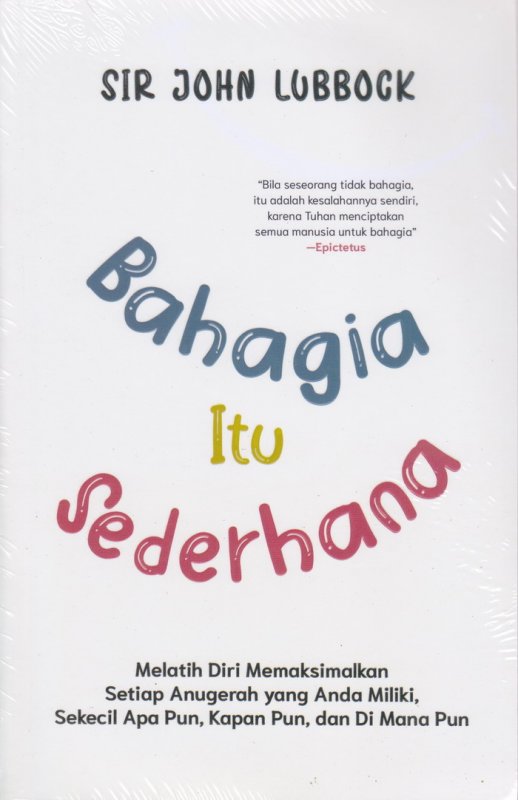 SIR JOHN LUBBOCK
“Bila seseorang tidak bahagia,
itu adalah kesalahannya sendiri,
karena Tuhan menciptakan
semua manusia untuk bahagia”
—Epictetus
Bahagia
Itu
Sederhana
Melatih Diri Memaksimalkan
Setiap Anugerah yang Anda Miliki,
Sekecil Apa Pun, Kapan Pun, dan Di Mana Pun